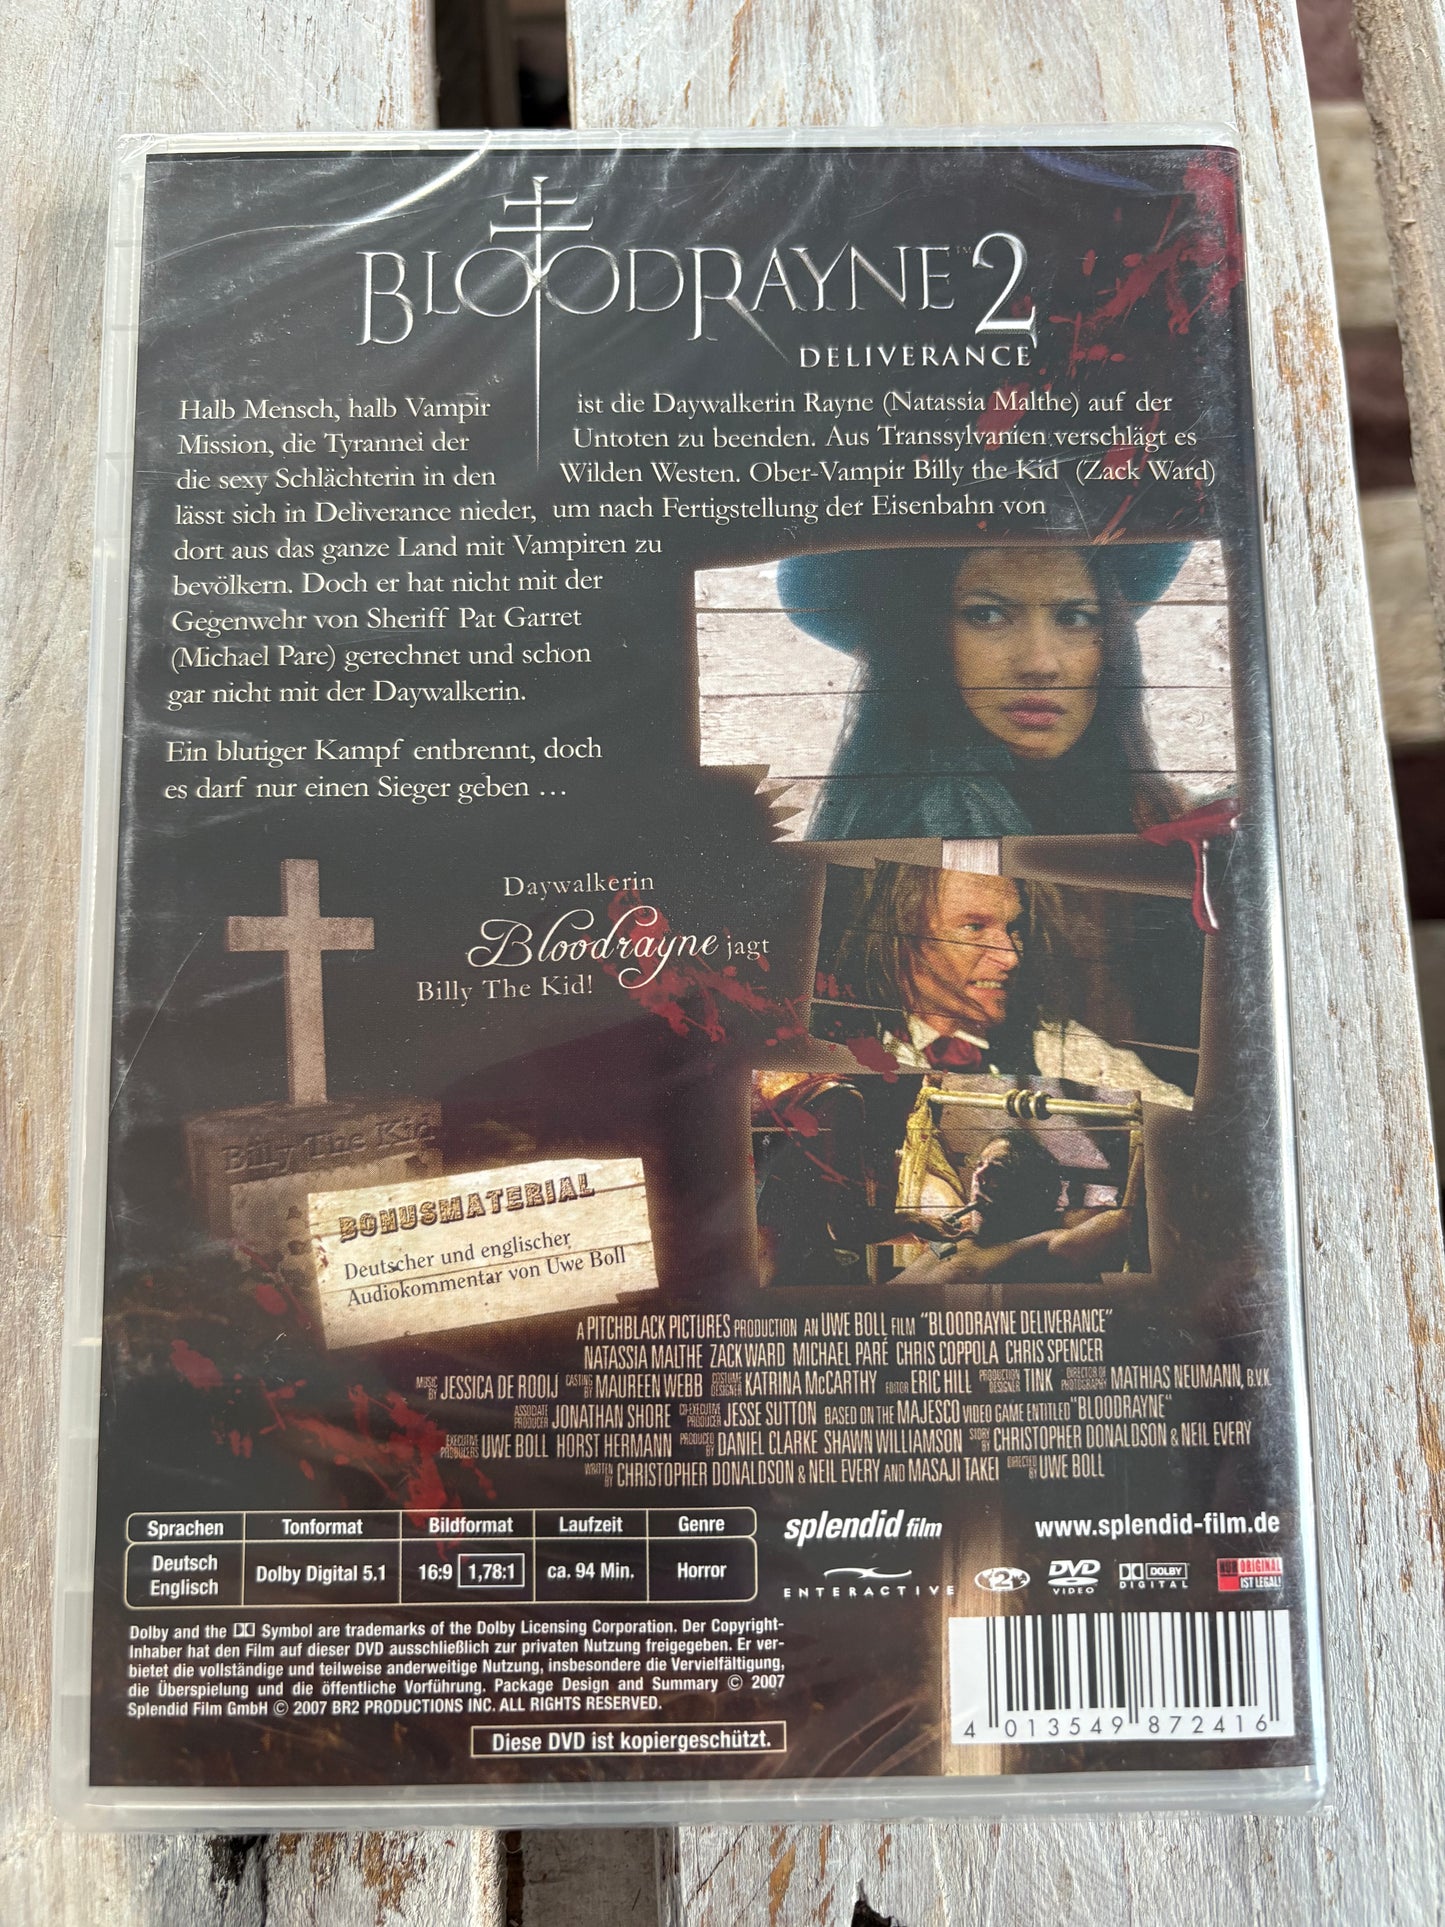 BLOODRAYNE™ 2
DELIVERANCE
Halb Mensch, halb Vampir ist die Daywalkerin Rayne (Natassia Malthe) auf der
Mission, die Tyrannei der Untoten zu beenden. Aus Transsylvanien verschlägt es
die sexy Schlächterin in den Wilden Westen. Ober-Vampir Billy the Kid (Zack Ward)
lässt sich in Deliverance nieder, um nach Fertigstellung der Eisenbahn von
dort aus das ganze Land mit Vampiren zu
bevölkern. Doch er hat nicht mit der
Gegenwehr von Sheriff Pat Garret
(Michael Pare) gerechnet und schon
gar nicht mit der Daywalkerin.
Ein blutiger Kampf entbrennt, doch
es darf nur einen Sieger geben ...
Daywalkerin
Bloodrayne jagt
Billy The Kid!
Billy The Kid
BONUSMATERIAL
Deutscher und englischer
Audiokommentar von Uwe Boll
A PITCHBLACK PICTURES PRODUCTION AN UWE BOLL FILM "BLOODRAYNE DELIVERANCE"
NATASSIA MALTHE ZACK WARD MICHAEL PARÉ CHRIS COPPOLA CHRIS SPENCER
MUSIC BY JESSICA DE ROOIJ CASTING BY MAUREEN WEBB COSTUME DESIGNER KATRINA McCARTHY EDITOR ERIC HILL PRODUCTION DESIGNER TINK DIRECTOR OF PHOTOGRAPHY MATHIAS NEUMANN, B.V.K.
ASSOCIATE PRODUCER JONATHAN SHORE CO-EXECUTIVE PRODUCER JESSE SUTTON BASED ON THE MAJESCO VIDEO GAME ENTITLED "BLOODRAYNE"
EXECUTIVE PRODUCERS UWE BOLL HORST HERMANN PRODUCED BY DANIEL CLARKE SHAWN WILLIAMSON STORY BY CHRISTOPHER DONALDSON & NEIL EVERY
WRITTEN BY CHRISTOPHER DONALDSON & NEIL EVERY AND MASAJI TAKEI DIRECTED BY UWE BOLL
Sprachen Tonformat Bildformat Laufzeit Genre
Deutsch
Englisch
Dolby Digital 5.1 16:9 1,78:1 ca. 94 Min. Horror
splendid film
www.splendid-film.de
ENTERACTIVE
2
DVD VIDEO
DOLBY DIGITAL
NUR ORIGINAL
IST LEGAL!
Dolby and the DD Symbol are trademarks of the Dolby Licensing Corporation. Der Copyright-
Inhaber hat den Film auf dieser DVD ausschließlich zur privaten Nutzung freigegeben. Er ver-
bietet die vollständige und teilweise anderweitige Nutzung, insbesondere die Vervielfältigung,
die Überspielung und die öffentliche Vorführung. Package Design and Summary © 2007
Splendid Film GmbH © 2007 BR2 PRODUCTIONS INC. ALL RIGHTS RESERVED.
Diese DVD ist kopiergeschützt.
4 013549 872416